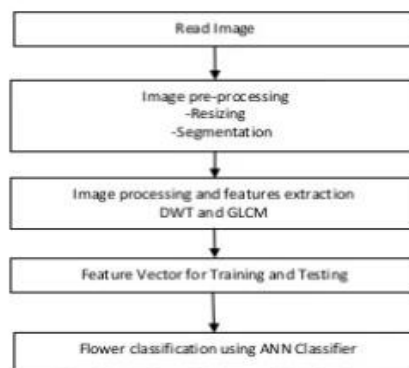 Read Image
Image pre-processing
-Resizing
-Segmentation
Image processing and features extraction
DWT and GLCM
Feature Vector for Training and Testing
Flower classification using ANN Classifier